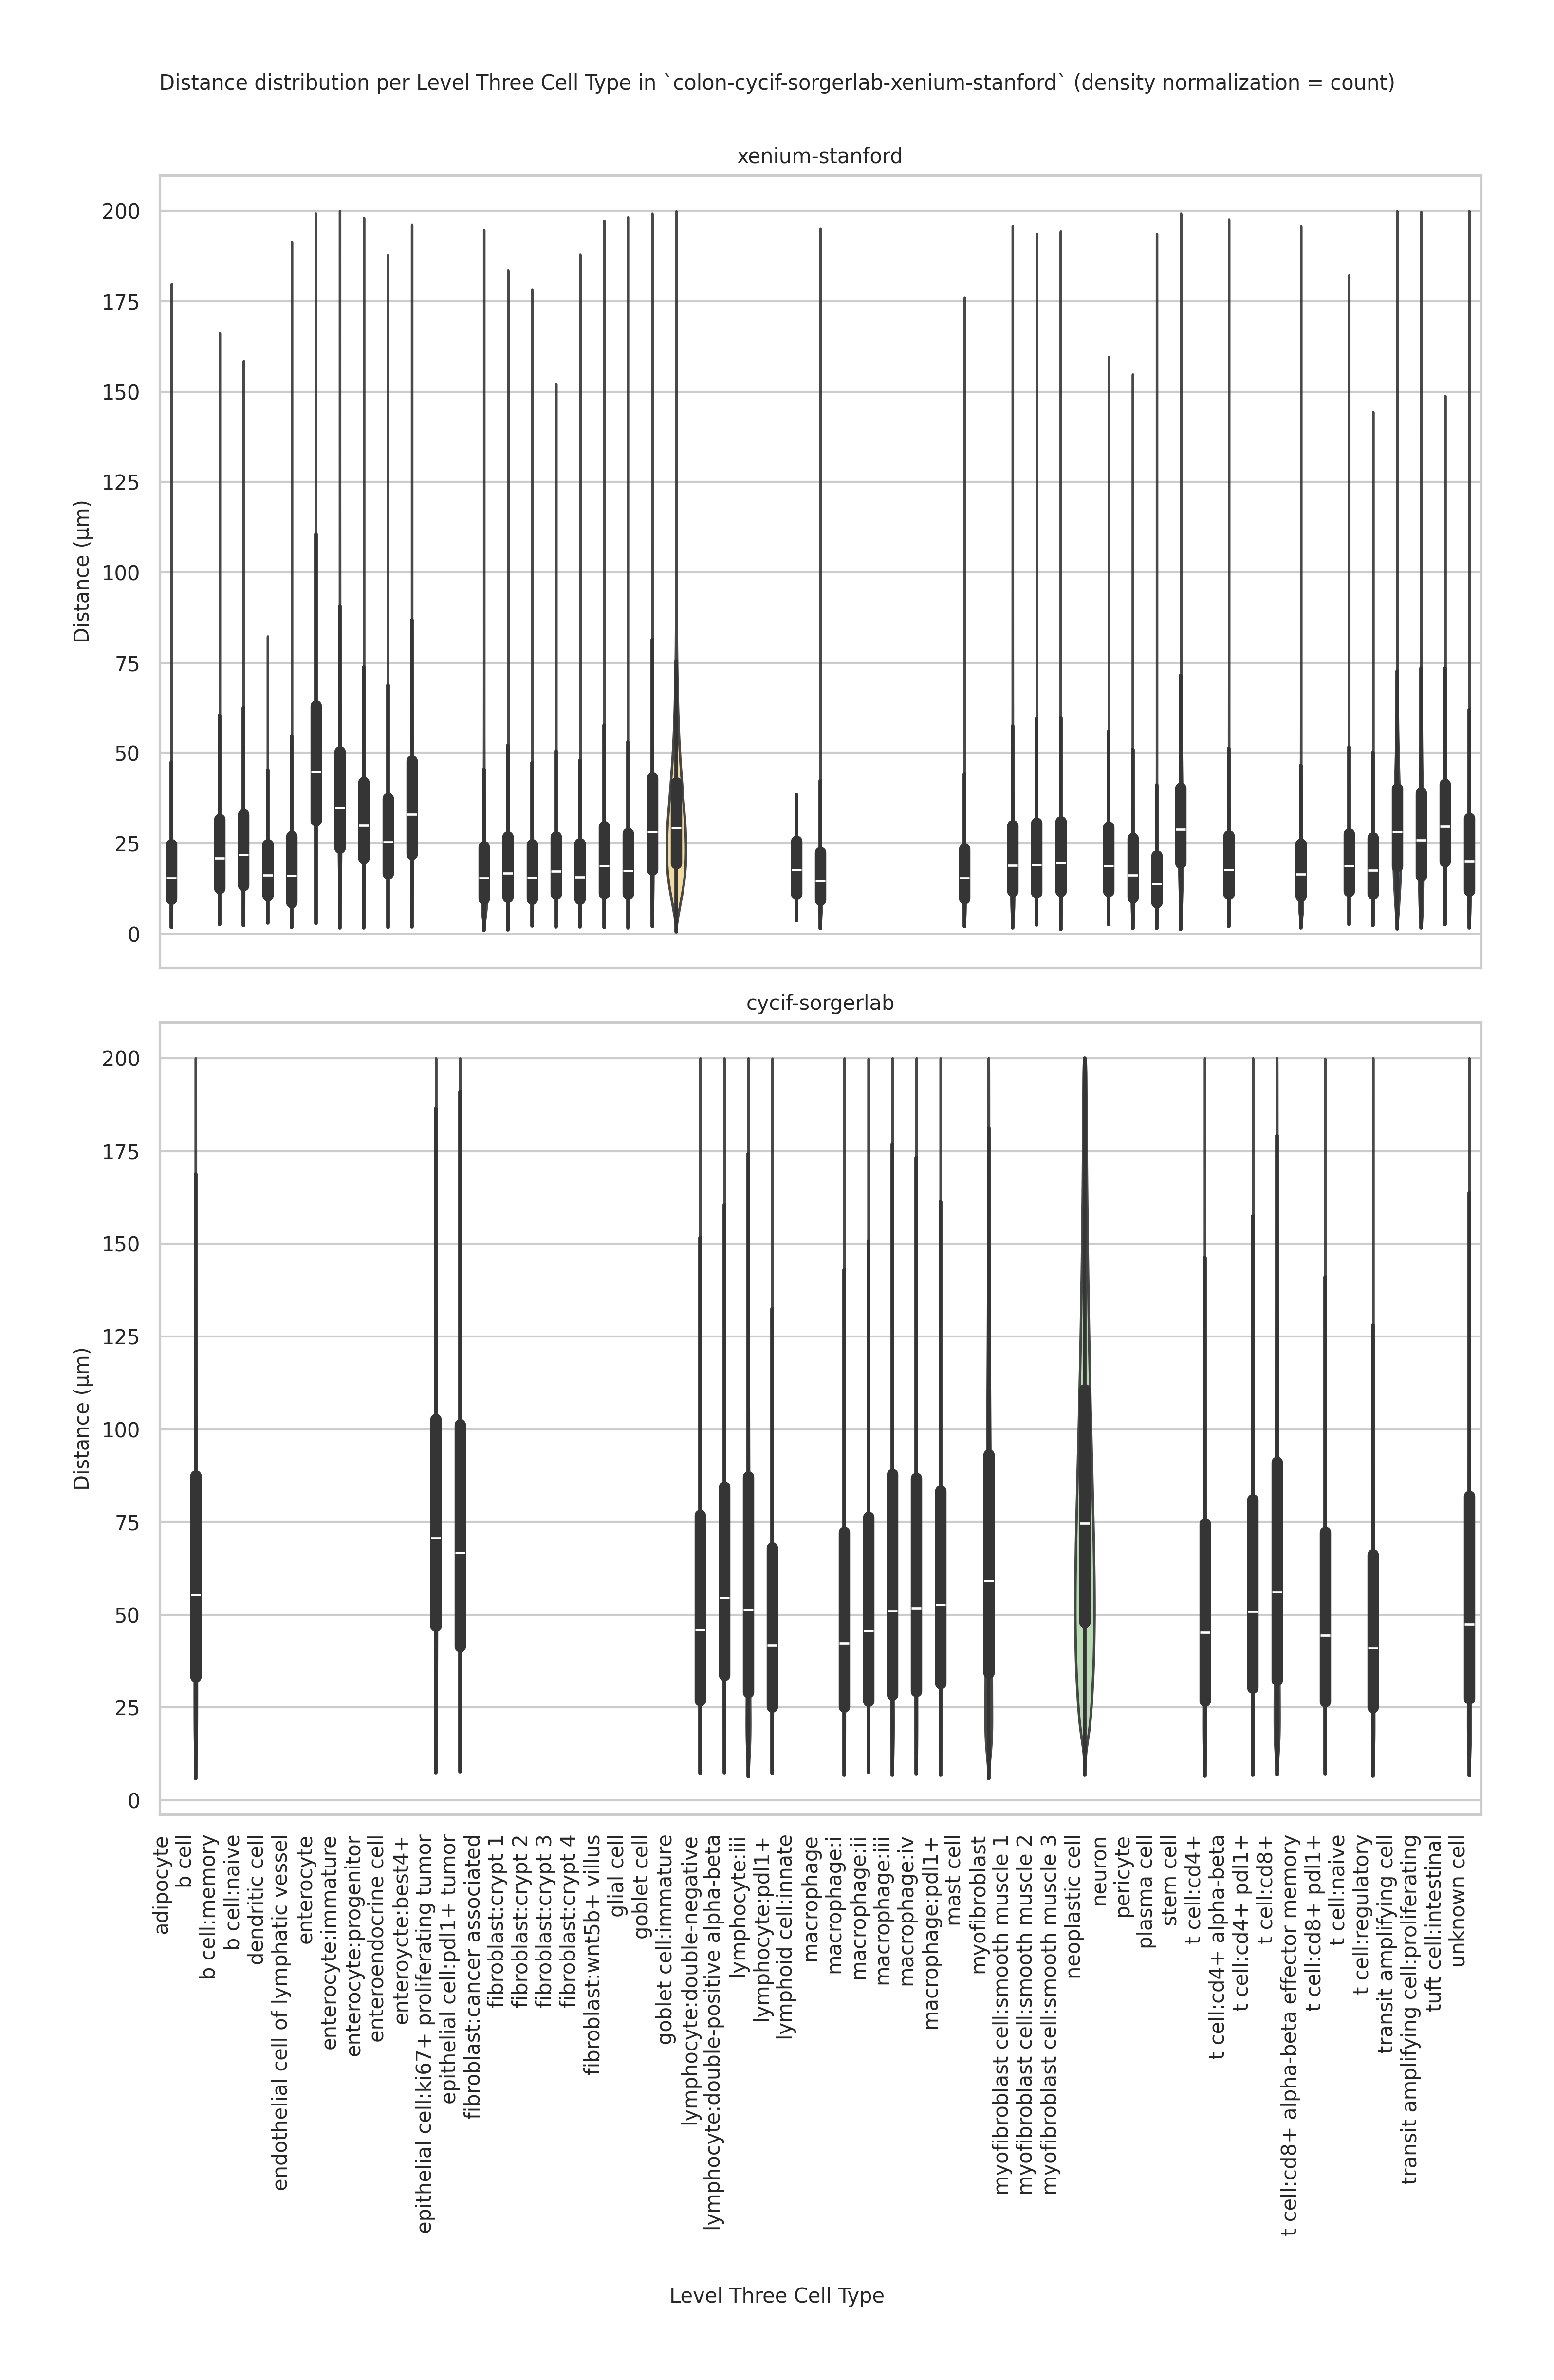 Distance distribution per Level Three Cell Type in `colon-cycif-sorgerlab-xenium-stanford` (density normalization = count)
xenium-stanford
200
175
150
125
100
75
50
25
0
Distance (µm)
cycif-sorgerlab
200
175
150
125
100
75
50
25
0
Distance (µm)
adipocyte
b cell
b cell:memory
b cell:naive
dendritic cell
endothelial cell of lymphatic vessel
enterocyte
enterocyte:immature
enterocyte:progenitor
enteroendocrine cell
enteroycte:best4+
epithelial cell:ki67+ proliferating tumor
epithelial cell:pdl1+ tumor
fibroblast:cancer associated
fibroblast:crypt 1
fibroblast:crypt 2
fibroblast:crypt 3
fibroblast:crypt 4
fibroblast:wnt5b+ villus
glial cell
goblet cell
goblet cell:immature
lymphocyte:double-negative
lymphocyte:double-positive alpha-beta
lymphocyte:iii
lymphocyte:pdl1+
lymphoid cell:innate
macrophage
macrophage:i
macrophage:ii
macrophage:iii
macrophage:iv
macrophage:pdl1+
mast cell
myofibroblast
myofibroblast cell:smooth muscle 1
myofibroblast cell:smooth muscle 2
myofibroblast cell:smooth muscle 3
neoplastic cell
neuron
pericyte
plasma cell
stem cell
t cell:cd4+
t cell:cd4+ alpha-beta
t cell:cd4+ pdl1+
t cell:cd8+
t cell:cd8+ alpha-beta effector memory
t cell:cd8+ pdl1+
t cell:naive
t cell:regulatory
transit amplifying cell
transit amplifying cell:proliferating
tuft cell:intestinal
unknown cell
Level Three Cell Type